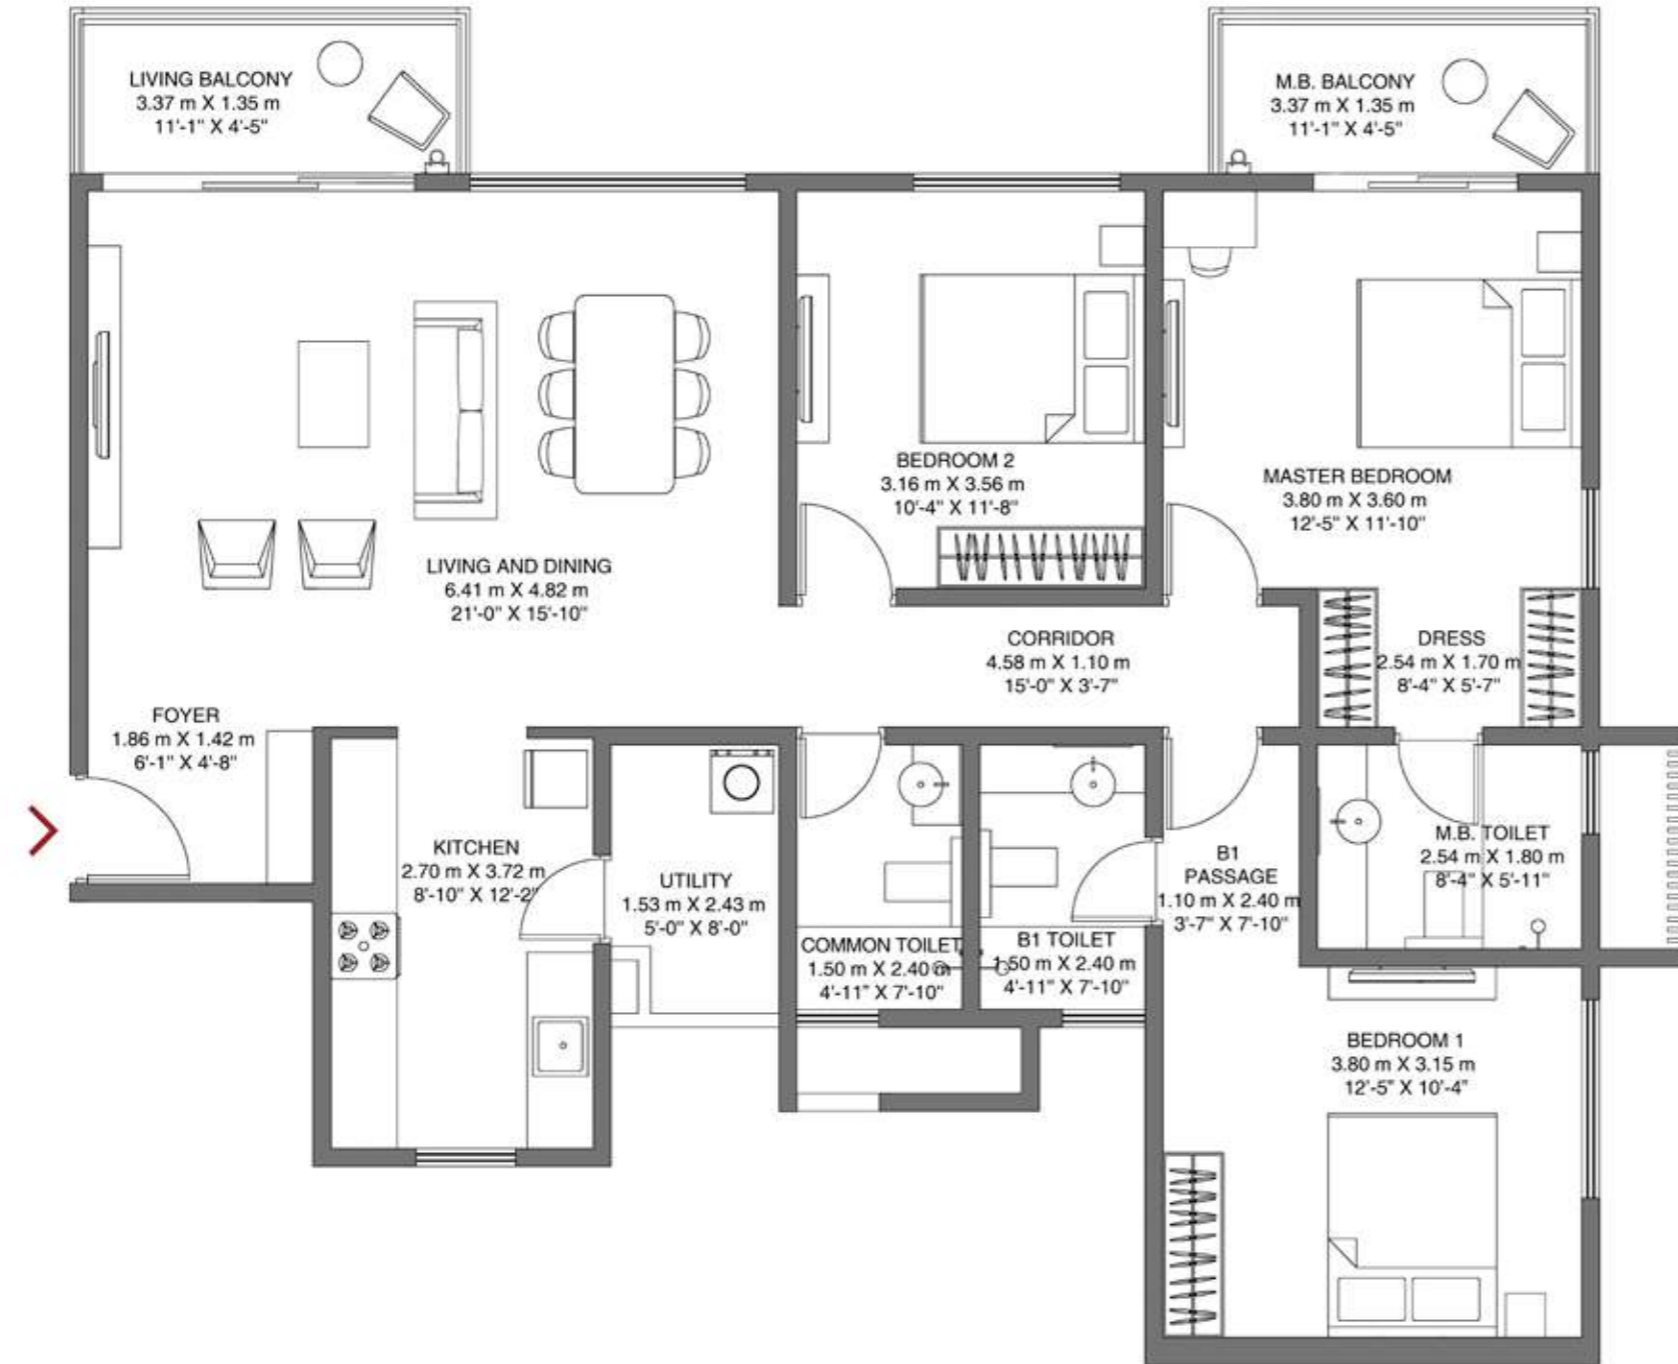 LIVING BALCONY
3.37 m X 1.35 m
11'-1" X 4'-5"
M.B. BALCONY
3.37 m X 1.35 m
11'-1" X 4'-5"
BEDROOM 2
3.16 m X 3.56 m
10'-4" X 11'-8"
MASTER BEDROOM
3.80 m X 3.60 m
12'-5" X 11'-10"
LIVING AND DINING
6.41 m X 4.82 m
21'-0" X 15'-10"
CORRIDOR
4.58 m X 1.10 m
15'-0" X 3'-7"
DRESS
2.54 m X 1.70 m
8'-4" X 5'-7"
FOYER
1.86 m X 1.42 m
6'-1" X 4'-8"
KITCHEN
2.70 m X 3.72 m
8'-10" X 12'-2"
UTILITY
1.53 m X 2.43 m
5'-0" X 8'-0"
COMMON TOILET
1.50 m X 2.40 m
4'-11" X 7'-10"
B1 TOILET
1.50 m X 2.40 m
4'-11" X 7'-10"
B1
PASSAGE
1.10 m X 2.40 m
3'-7" X 7'-10"
M.B. TOILET
2.54 m X 1.80 m
8'-4" X 5'-11"
BEDROOM 1
3.80 m X 3.15 m
12'-5" X 10'-4"